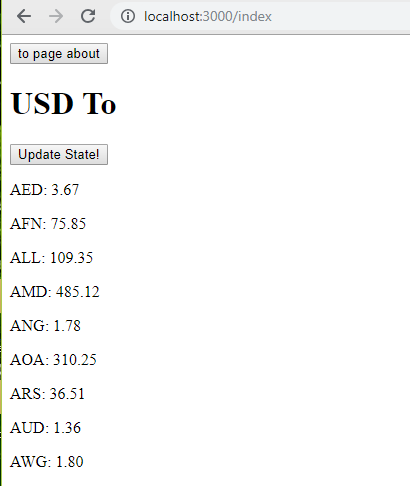 localhost:3000/index
to page about
USD To
Update State!
AED: 3.67
AFN: 75.85
ALL: 109.35
AMD: 485.12
ANG: 1.78
AOA: 310.25
ARS: 36.51
AUD: 1.36
AWG: 1.80